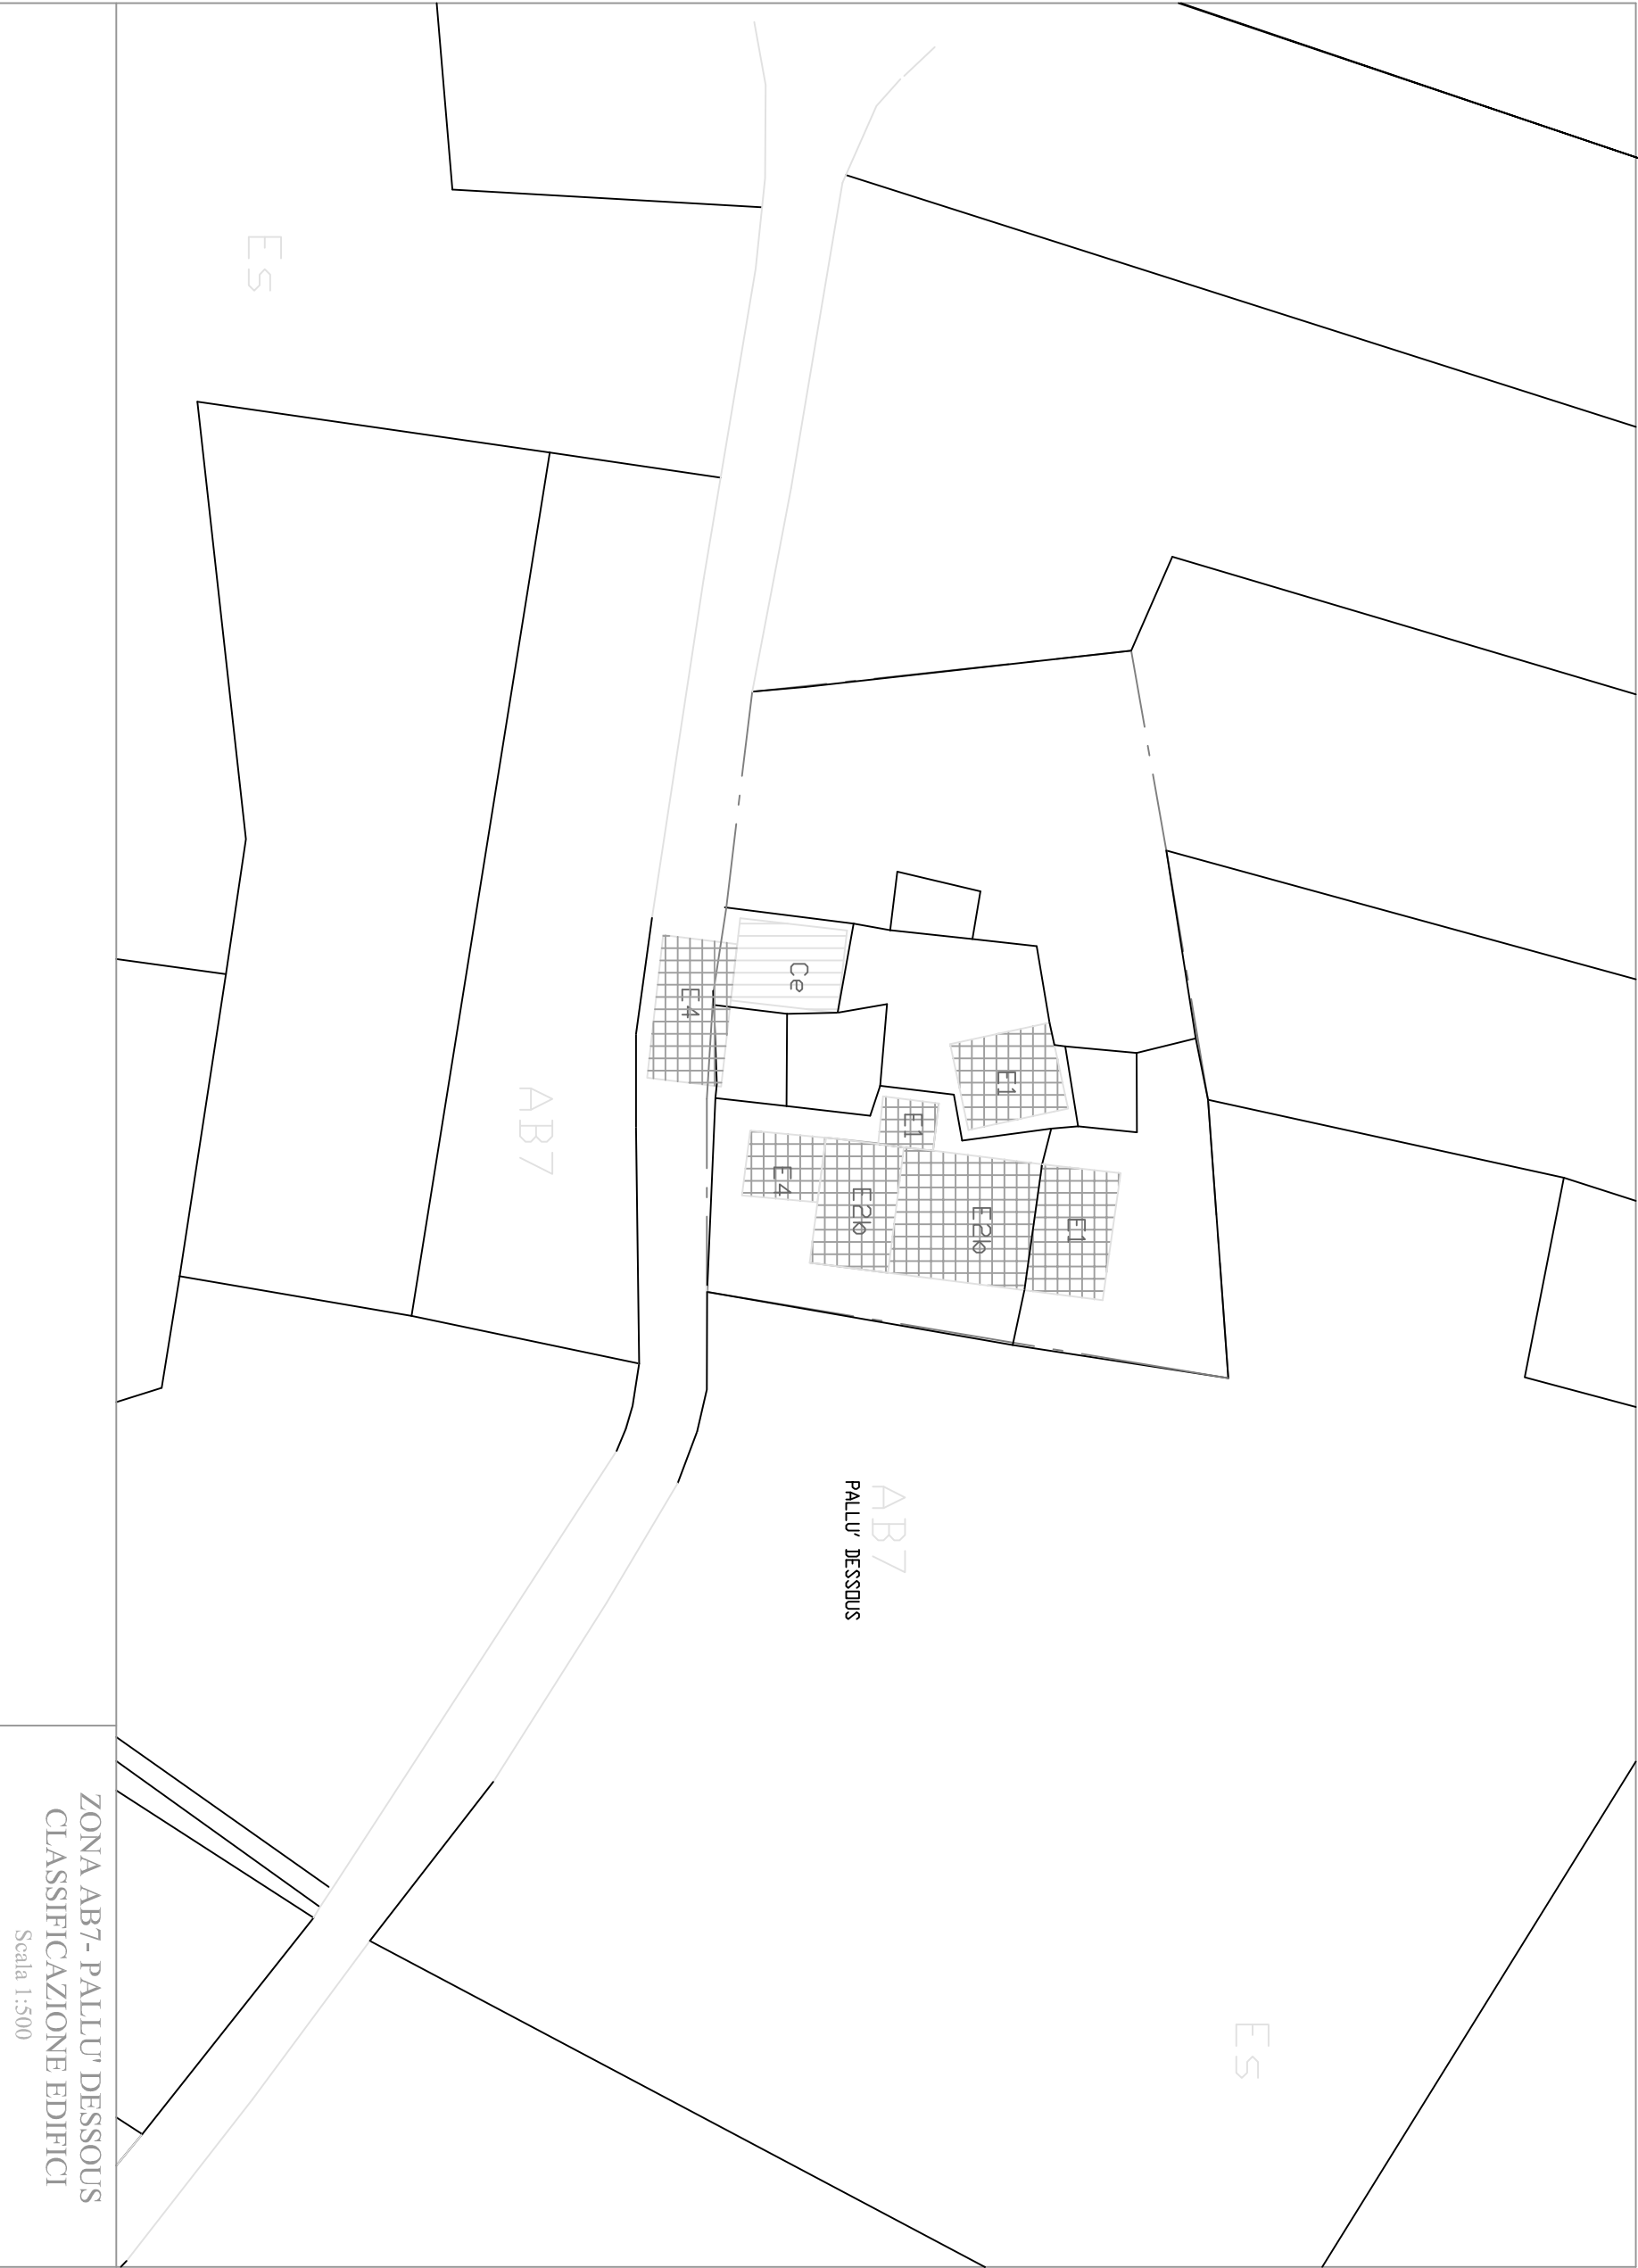 Es
Es
AB7
AB7
PALLU' DESSOUS
E1
E1
E1
E2b
E2b
E4
E4
Ce
ZONA AB7- PALLU' DESSOUS
CLASSIFICAZIONE EDIFICI
Scala 1:500